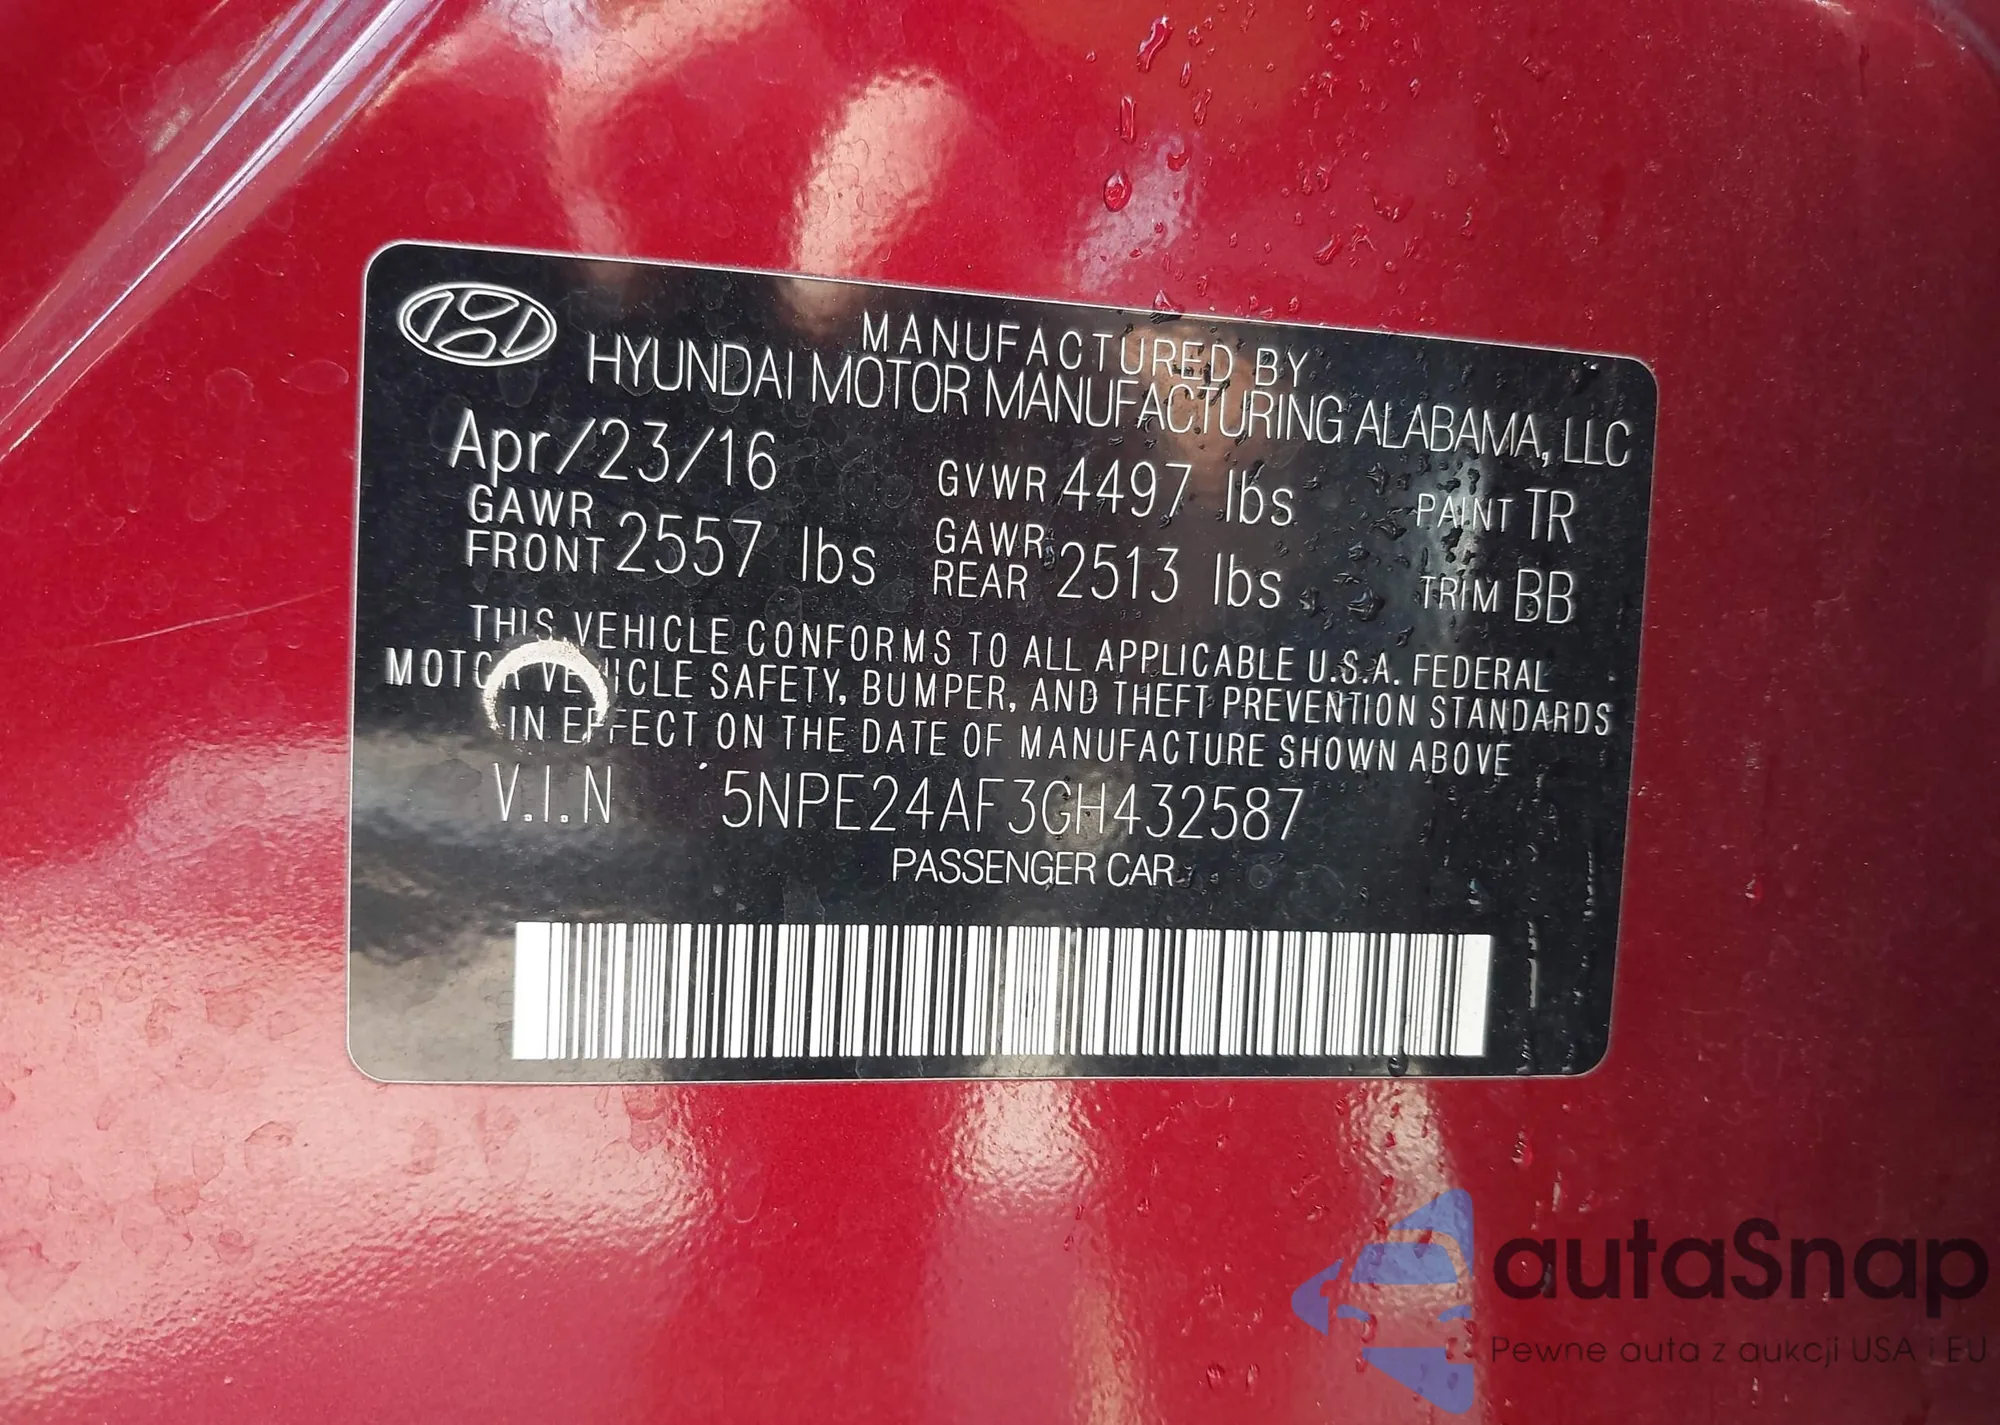 MANUFACTURED BY
HYUNDAI MOTOR MANUFACTURING ALABAMA, LLC
Apr/23/16 GVWR 4497 lbs PAINT TR
GAWR FRONT 2557 lbs GAWR REAR 2513 lbs TRIM BB
THIS VEHICLE CONFORMS TO ALL APPLICABLE U.S.A. FEDERAL
MOTOR VEHICLE SAFETY, BUMPER, AND THEFT PREVENTION STANDARDS
IN EFFECT ON THE DATE OF MANUFACTURE SHOWN ABOVE
V.I.N 5NPE24AF3GH432587
PASSENGER CAR
autaSnap
Pewne auta z aukcji USA i EU